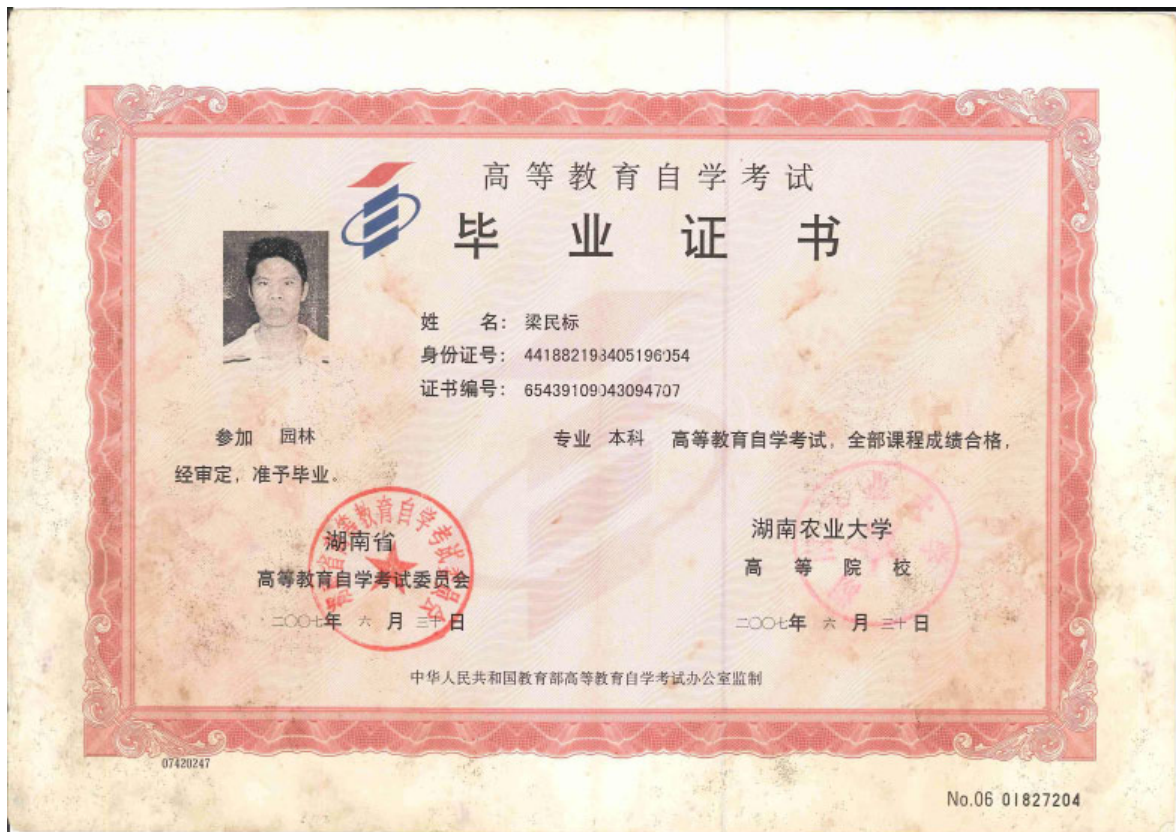 高等教育自学考试
毕业证书
姓 名: 梁民标
身份证号: 441882198405196054
证书编号: 65439109043094707
参加 园林 专业 本科 高等教育自学考试,全部课程成绩合格,
经审定,准予毕业。
湖南省 湖南农业大学
高等教育自学考试委员会 高等院校
二〇〇七年 六 月 三十 日 二〇〇七年 六 月 三十 日
中华人民共和国教育部高等教育自学考试办公室监制
07420247
No.06 01827204